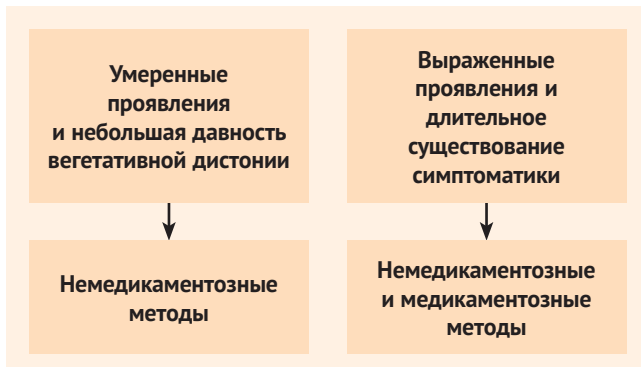 Умеренные
проявления
и небольшая давность
вегетативной дистонии
Выраженные
проявления и
длительное
существование
симптоматики
Немедикаментозные
методы
Немедикаментозные
и медикаментозные
методы